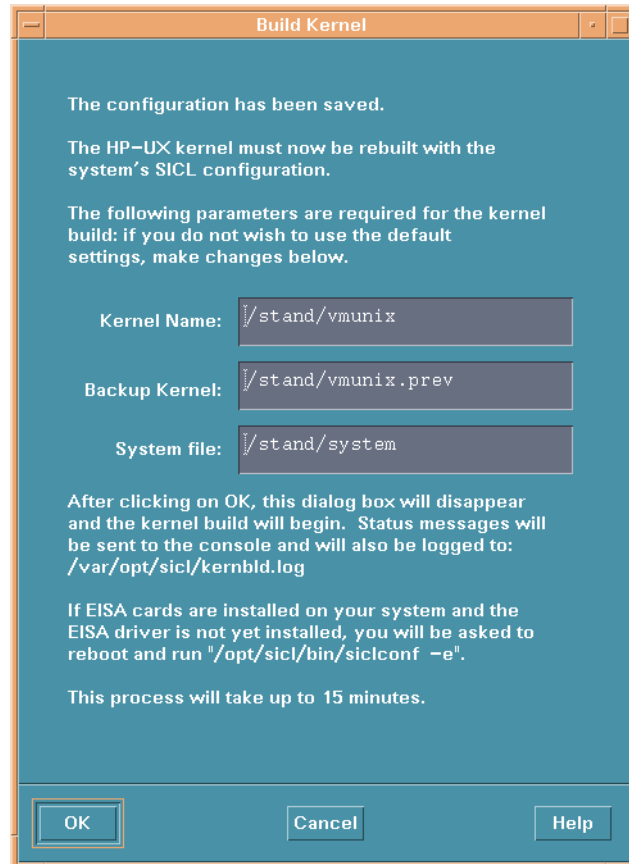 Build Kernel
The configuration has been saved.
The HP-UX kernel must now be rebuilt with the
system's SICL configuration.
The following parameters are required for the kernel
build: if you do not wish to use the default
settings, make changes below.
Kernel Name: /stand/vmunix
Backup Kernel: /stand/vmunix.prev
System file: /stand/system
After clicking on OK, this dialog box will disappear
and the kernel build will begin.  Status messages will
be sent to the console and will also be logged to:
/var/opt/sicl/kernbld.log
If EISA cards are installed on your system and the
EISA driver is not yet installed, you will be asked to
reboot and run "/opt/sicl/bin/siclconf -e".
This process will take up to 15 minutes.
OK Cancel Help